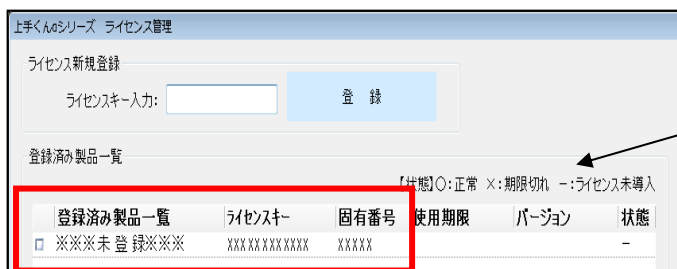 上手くんαシリーズ ライセンス管理
ライセンス新規登録
ライセンスキー入力:
登 録
登録済み製品一覧
【状態】○:正常 ×:期限切れ −:ライセンス未導入
登録済み製品一覧 ライセンスキー 固有番号 使用期限 バージョン 状態
※※※未 登 録※※※ XXXXXXXXXXXX XXXXX −